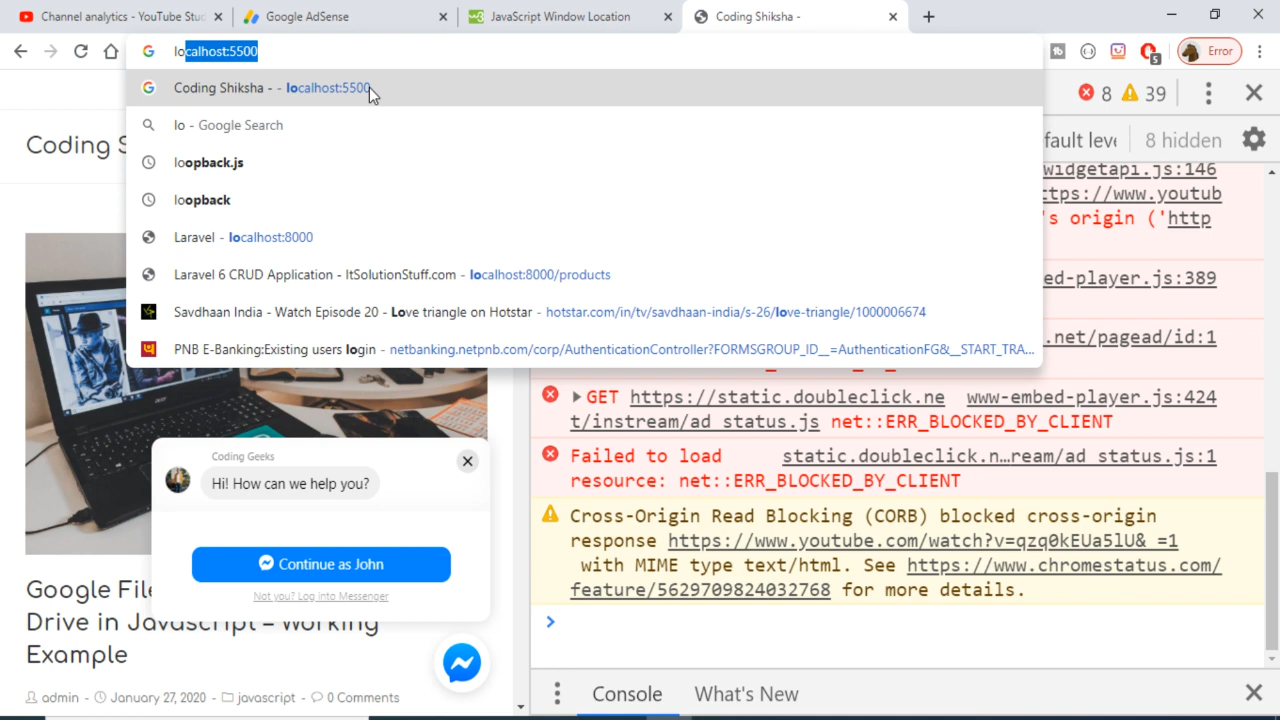 Channel analytics - YouTube Stu
Google AdSense
JavaScript Window Location
Coding Shiksha -
localhost:5500
5
Error
Coding Shiksha - - localhost:5500
lo - Google Search
loopback.js
loopback
Laravel - localhost:8000
Laravel 6 CRUD Application - ItSolutionStuff.com - localhost:8000/products
Savdhaan India - Watch Episode 20 - Love triangle on Hotstar - hotstar.com/in/tv/savdhaan-india/s-26/love-triangle/1000006674
PNB E-Banking:Existing users login - netbanking.netpnb.com/corp/AuthenticationController?FORMSGROUP_ID__=AuthenticationFG&__START_TRA...
Coding S
Coding Geeks
Hi! How can we help you?
Continue as John
Not you? Log into Messenger
Google File
Drive in Javascript – Working
Example
admin - January 27, 2020 - javascript - 0 Comments
8 39
fault leve 8 hidden
widgetapi.js:146
ttps://www.youtub
's origin ('http
ed-player.js:389
.net/pagead/id:1
GET https://static.doubleclick.ne www-embed-player.js:424
t/instream/ad_status.js net::ERR_BLOCKED_BY_CLIENT
Failed to load static.doubleclick.n…ream/ad_status.js:1
resource: net::ERR_BLOCKED_BY_CLIENT
Cross-Origin Read Blocking (CORB) blocked cross-origin
response https://www.youtube.com/watch?v=qzq0kEUa5lU&_=1
with MIME type text/html. See https://www.chromestatus.com/
feature/5629709824032768 for more details.
Console What's New